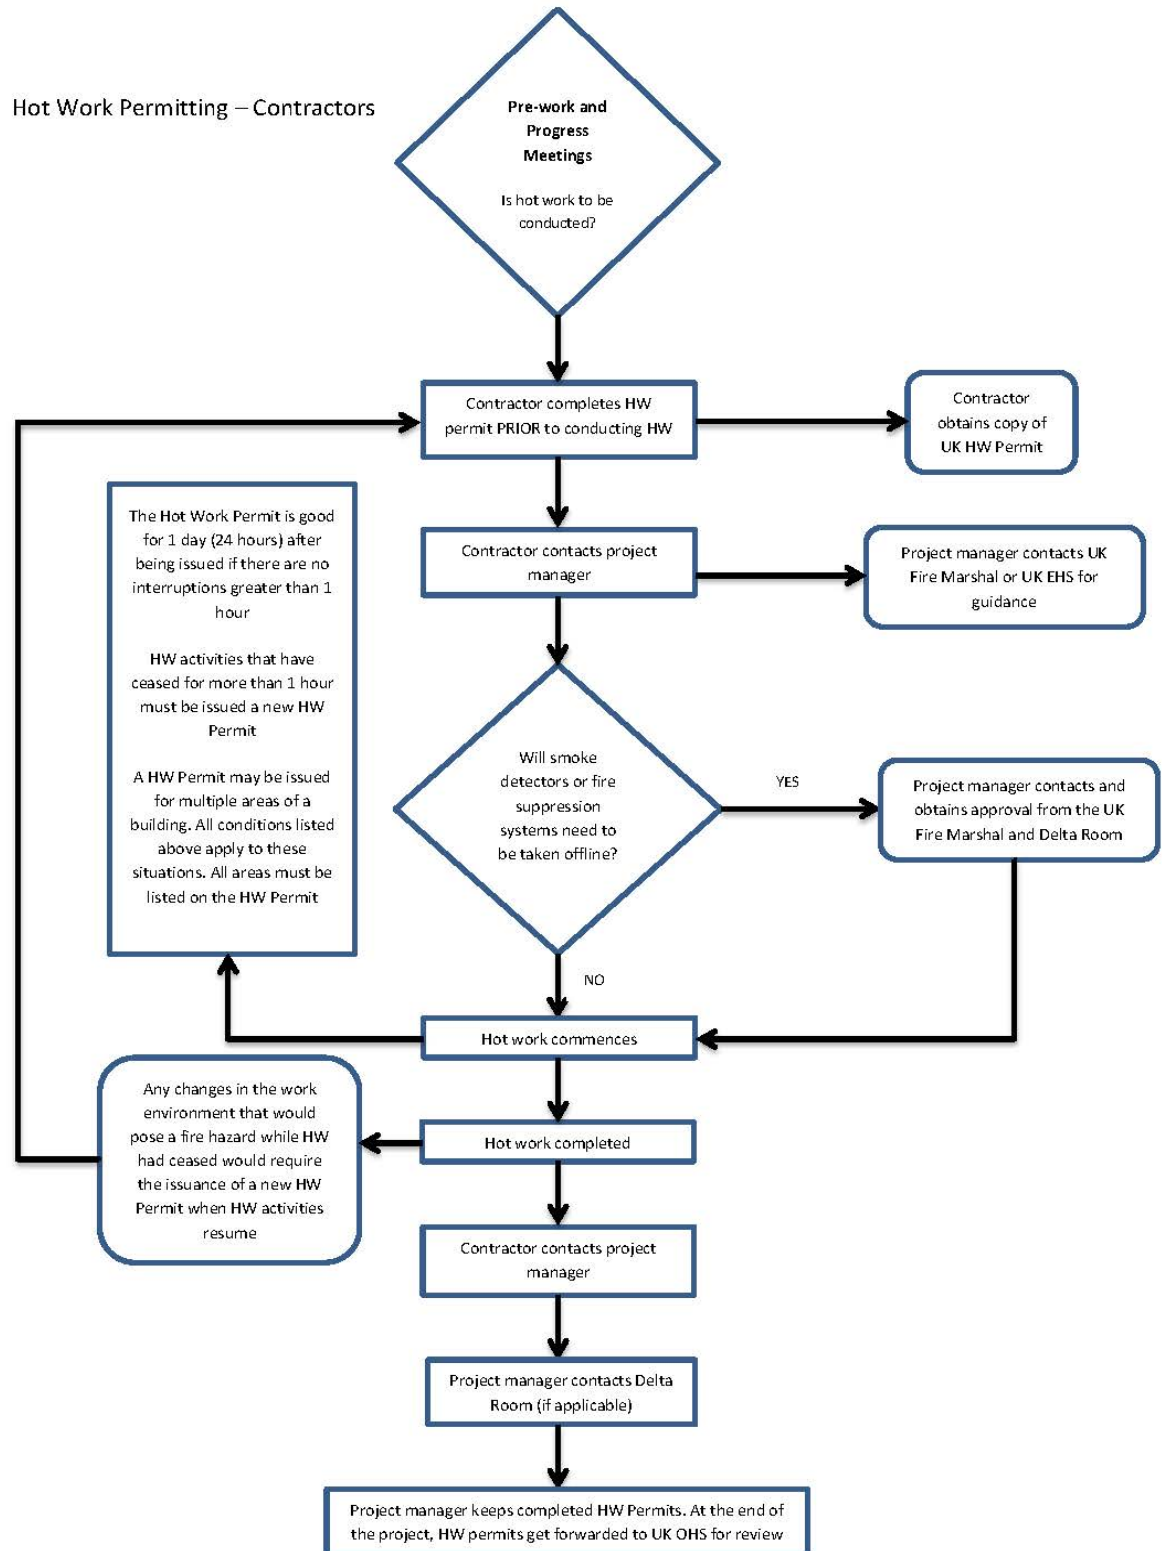 Hot Work Permitting – Contractors
Pre-work and
Progress
Meetings
Is hot work to be
conducted?
Contractor completes HW
permit PRIOR to conducting HW
Contractor
obtains copy of
UK HW Permit
The Hot Work Permit is good
for 1 day (24 hours) after
being issued if there are no
interruptions greater than 1
hour
HW activities that have
ceased for more than 1 hour
must be issued a new HW
Permit
A HW Permit may be issued
for multiple areas of a
building. All conditions listed
above apply to these
situations. All areas must be
listed on the HW Permit
Contractor contacts project
manager
Project manager contacts UK
Fire Marshal or UK EHS for
guidance
Will smoke
detectors or fire
suppression
systems need to
be taken offline?
YES
Project manager contacts and
obtains approval from the UK
Fire Marshal and Delta Room
NO
Hot work commences
Any changes in the work
environment that would
pose a fire hazard while HW
had ceased would require
the issuance of a new HW
Permit when HW activities
resume
Hot work completed
Contractor contacts project
manager
Project manager contacts Delta
Room (if applicable)
Project manager keeps completed HW Permits. At the end of
the project, HW permits get forwarded to UK OHS for review